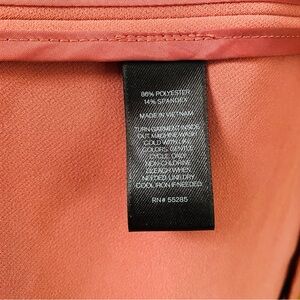 86% POLYESTER
14% SPANDEX
MADE IN VIETNAM
TURN GARMENT INSIDE
OUT MACHINE WASH
COLD WITH LIKE
COLORS. GENTLE
CYCLE. ONLY
NON-CHLORINE
BLEACH WHEN
NEEDED. LINE DRY
COOL IRON IF NEEDED.
RN# 55285